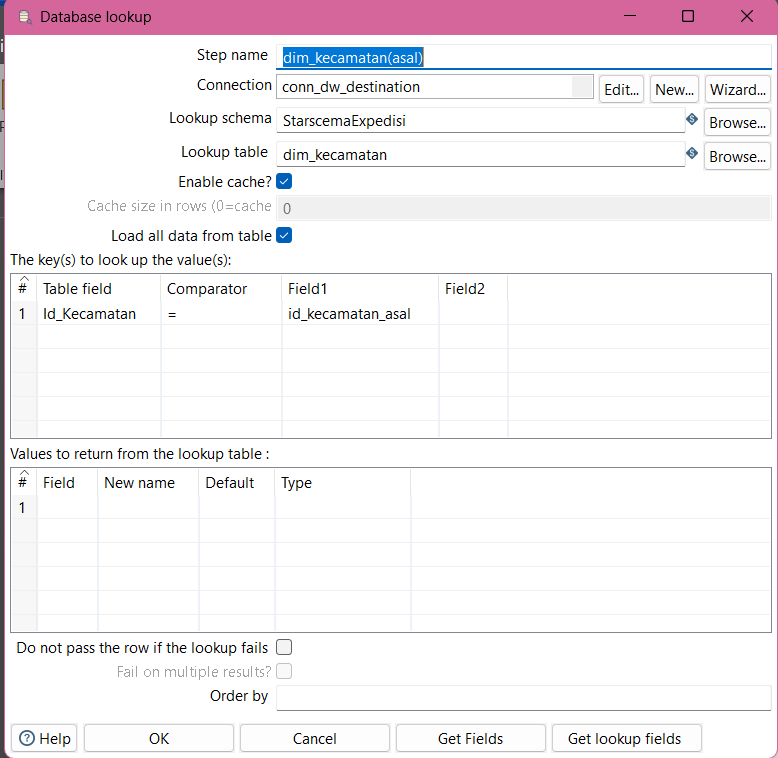 Database lookup
Step name dim_kecamatan(asal)
Connection conn_dw_destination Edit... New... Wizard...
Lookup schema StarscemaExpedisi Browse...
Lookup table dim_kecamatan Browse...
Enable cache?
Cache size in rows (0=cache 0
Load all data from table
The key(s) to look up the value(s):
# Table field Comparator Field1 Field2
1 Id_Kecamatan = id_kecamatan_asal
Values to return from the lookup table :
# Field New name Default Type
1
Do not pass the row if the lookup fails
Fail on multiple results?
Order by
Help OK Cancel Get Fields Get lookup fields